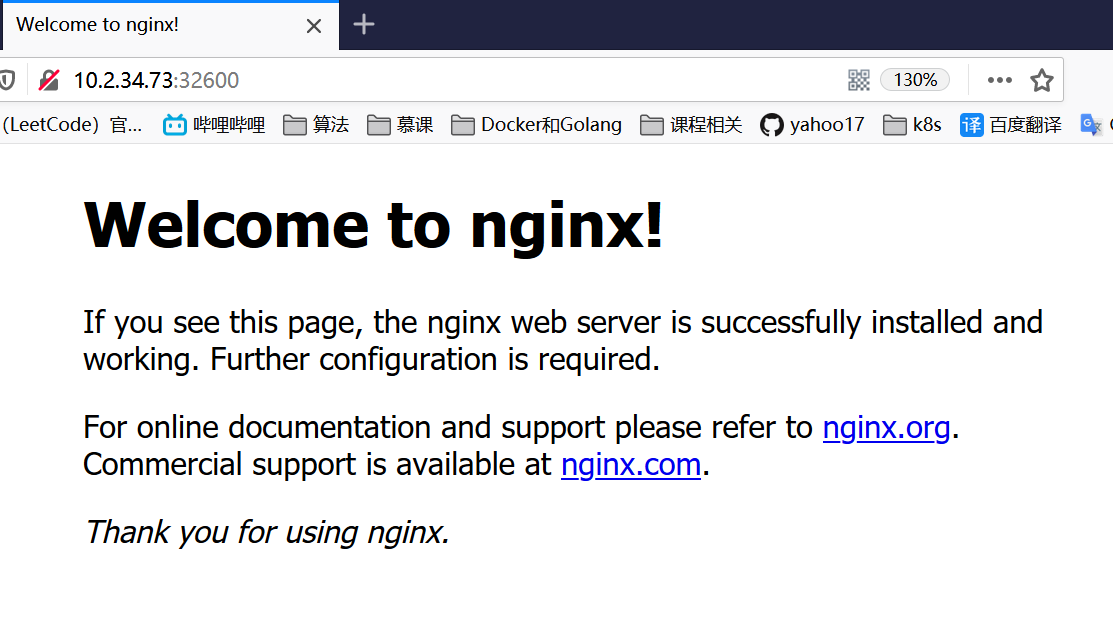 Welcome to nginx!
10.2.34.73:32600 130%
(LeetCode）官... 哔哩哔哩 算法 慕课 Docker和Golang 课程相关 yahoo17 k8s 译 百度翻译 G
Welcome to nginx!
If you see this page, the nginx web server is successfully installed and
working. Further configuration is required.
For online documentation and support please refer to nginx.org.
Commercial support is available at nginx.com.
Thank you for using nginx.